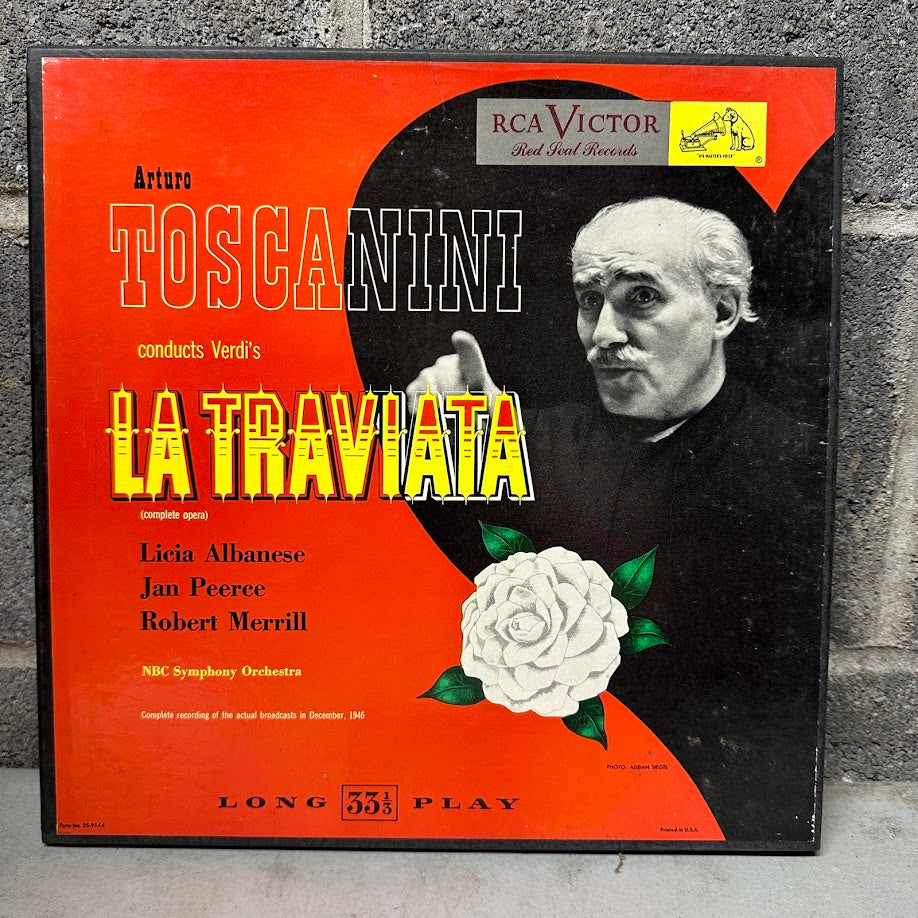 RCA VICTOR
Red Seal Records
"HIS MASTER'S VOICE"
®
Arturo
TOSCANINI
conducts Verdi's
LA TRAVIATA
(complete opera)
Licia Albanese
Jan Peerce
Robert Merrill
NBC Symphony Orchestra
Complete recording of the actual broadcasts in December, 1946
PHOTO: ADRIAN SIEGEL
LONG 33 1/3 PLAY
Printed in U.S.A.